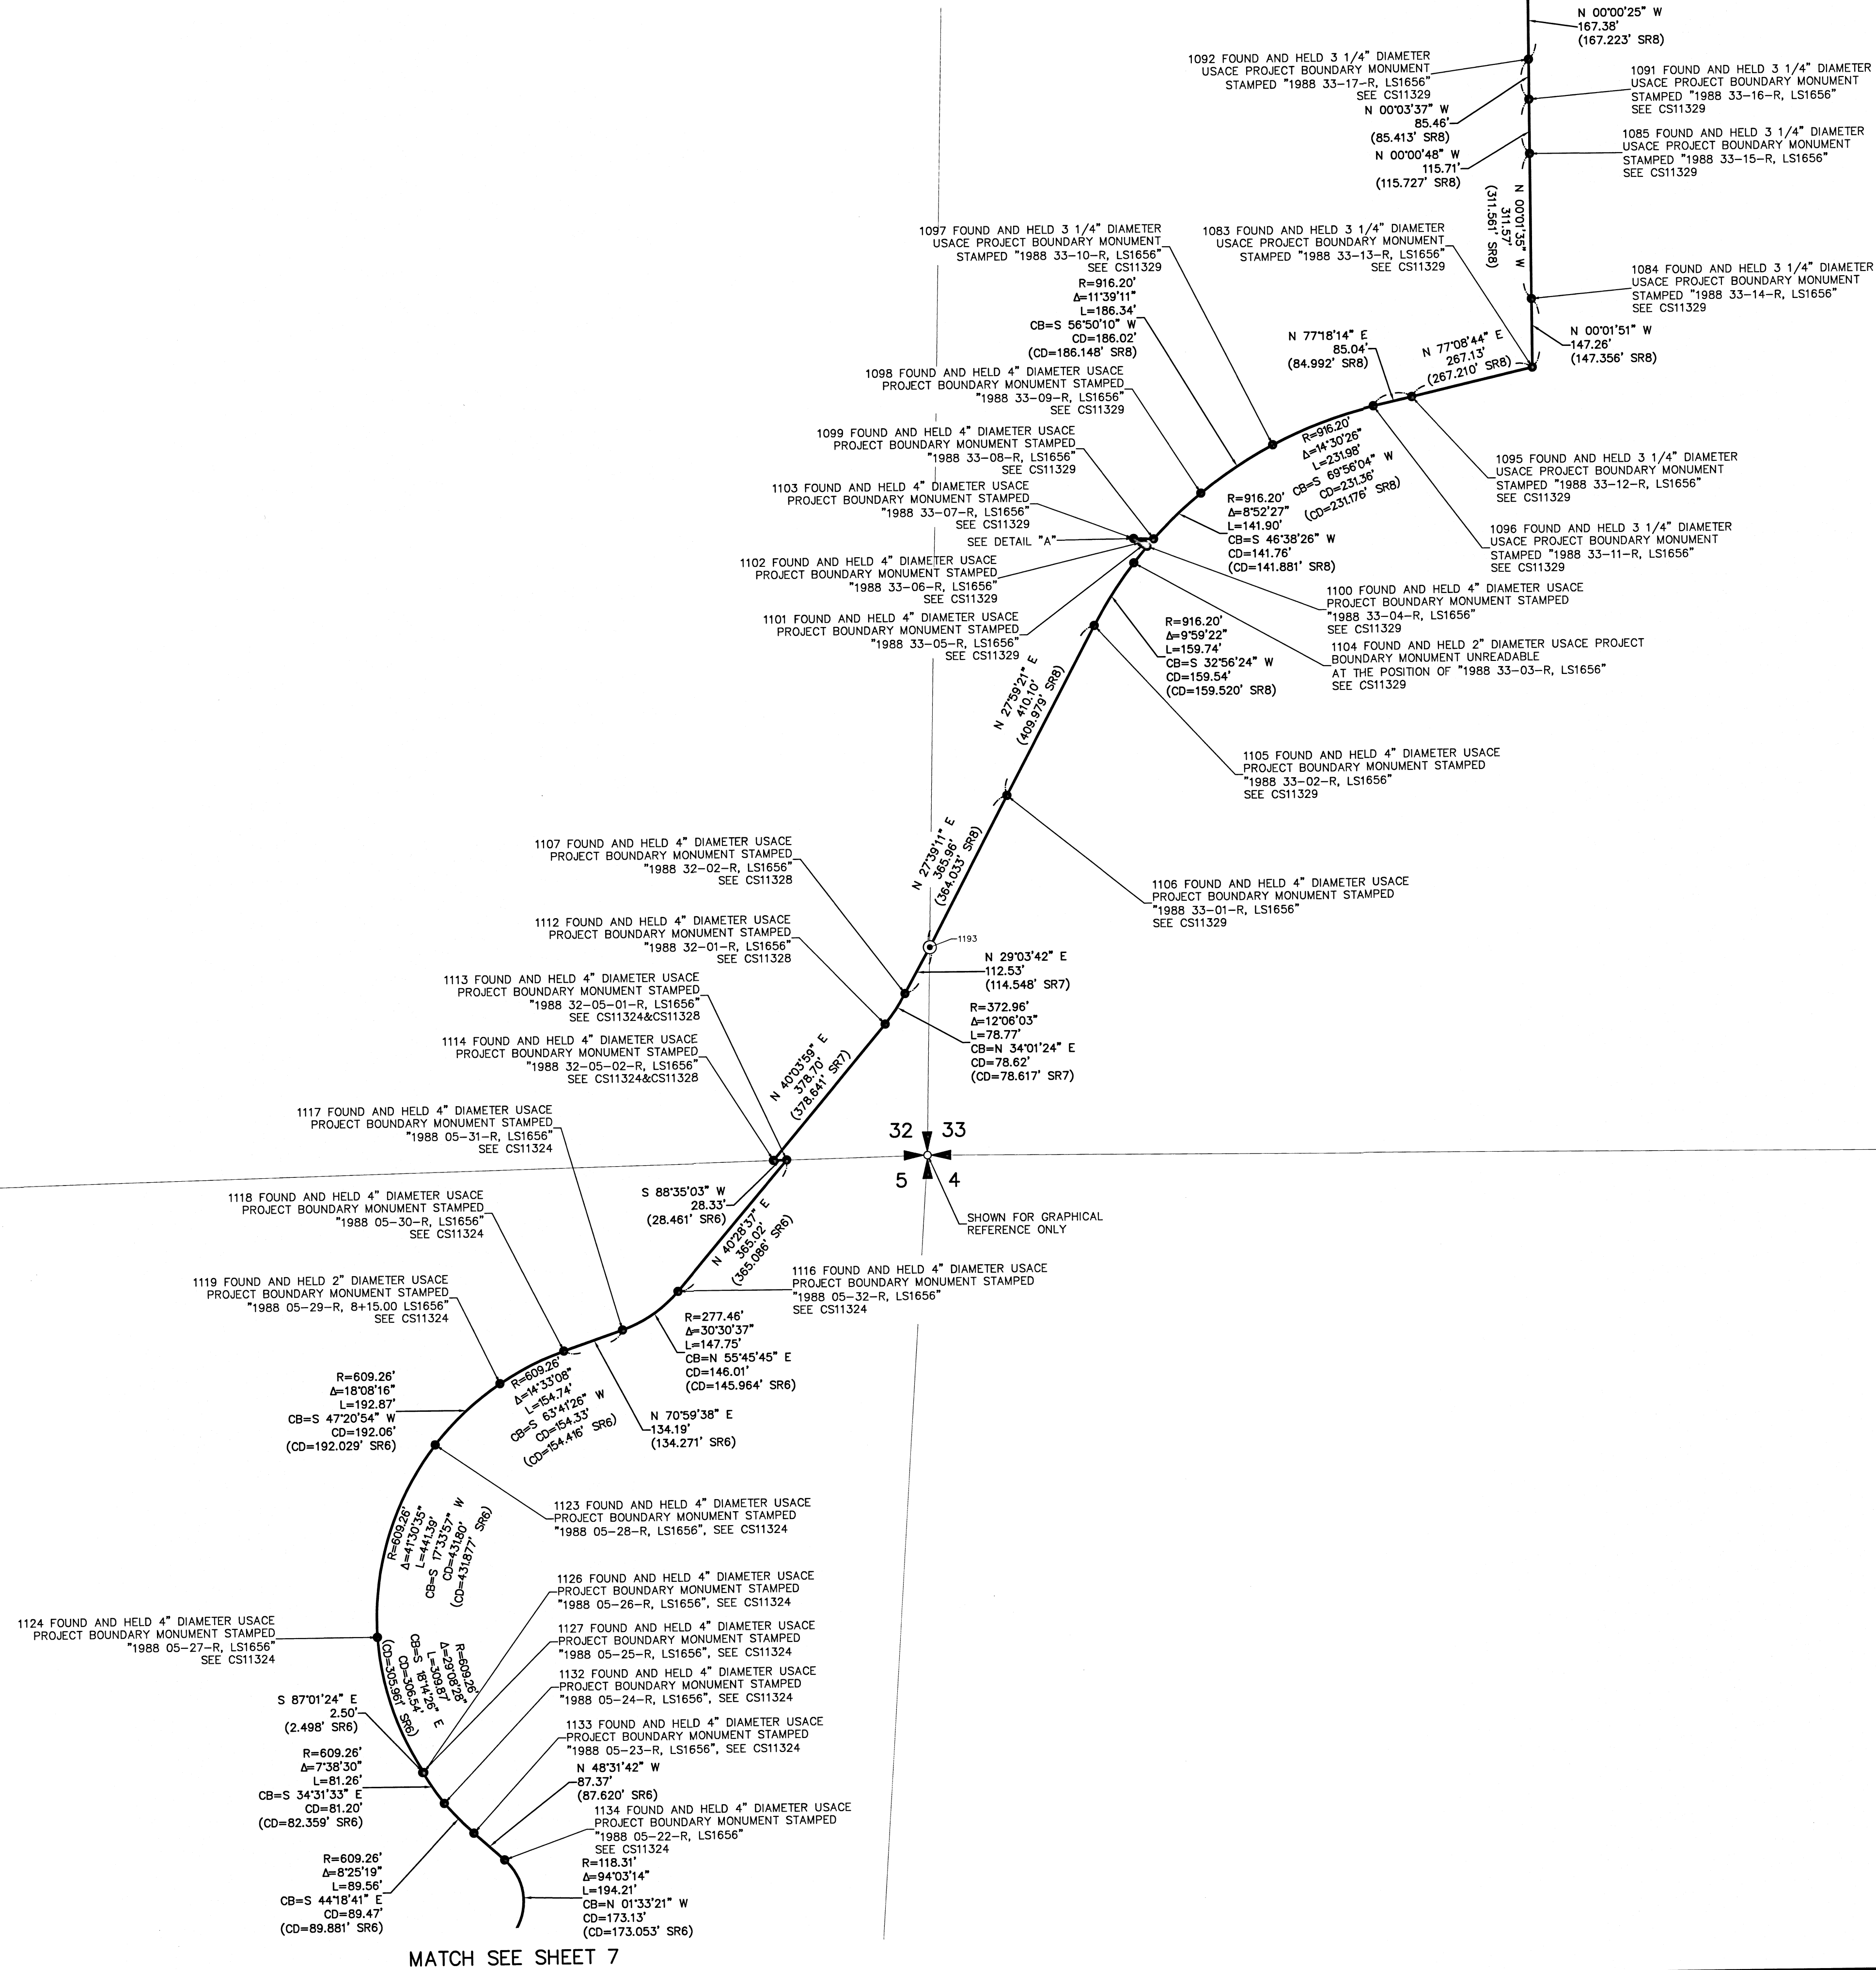 N 00°00'25" W
167.38'
(167.223' SR8)
1092 FOUND AND HELD 3 1/4" DIAMETER
USACE PROJECT BOUNDARY MONUMENT
STAMPED "1988 33-17-R, LS1656"
SEE CS11329
1091 FOUND AND HELD 3 1/4" DIAMETER
USACE PROJECT BOUNDARY MONUMENT
STAMPED "1988 33-16-R, LS1656"
SEE CS11329
N 00°03'37" W
85.46'
(85.413' SR8)
1085 FOUND AND HELD 3 1/4" DIAMETER
USACE PROJECT BOUNDARY MONUMENT
STAMPED "1988 33-15-R, LS1656"
SEE CS11329
N 00°00'48" W
115.71'
(115.727' SR8)
N 00°01'35" W
311.57'
(311.561' SR8)
1097 FOUND AND HELD 3 1/4" DIAMETER
USACE PROJECT BOUNDARY MONUMENT
STAMPED "1988 33-10-R, LS1656"
SEE CS11329
1083 FOUND AND HELD 3 1/4" DIAMETER
USACE PROJECT BOUNDARY MONUMENT
STAMPED "1988 33-13-R, LS1656"
SEE CS11329
1084 FOUND AND HELD 3 1/4" DIAMETER
USACE PROJECT BOUNDARY MONUMENT
STAMPED "1988 33-14-R, LS1656"
SEE CS11329
R=916.20'
Δ=11°39'11"
L=186.34'
CB=S 56°50'10" W
CD=186.02'
(CD=186.148' SR8)
N 77°18'14" E
85.04'
(84.992' SR8)
N 77°08'44" E
267.13'
(267.210' SR8)
N 00°01'51" W
147.26'
(147.356' SR8)
1098 FOUND AND HELD 4" DIAMETER USACE
PROJECT BOUNDARY MONUMENT STAMPED
"1988 33-09-R, LS1656"
SEE CS11329
1099 FOUND AND HELD 4" DIAMETER USACE
PROJECT BOUNDARY MONUMENT STAMPED
"1988 33-08-R, LS1656"
SEE CS11329
R=916.20'
Δ=14°30'26"
L=231.98'
CB=S 69°56'04" W
CD=231.36'
(CD=231.176' SR8)
1095 FOUND AND HELD 3 1/4" DIAMETER
USACE PROJECT BOUNDARY MONUMENT
STAMPED "1988 33-12-R, LS1656"
SEE CS11329
1103 FOUND AND HELD 4" DIAMETER USACE
PROJECT BOUNDARY MONUMENT STAMPED
"1988 33-07-R, LS1656"
SEE CS11329
SEE DETAIL "A"
R=916.20'
Δ=8°52'27"
L=141.90'
CB=S 46°38'26" W
CD=141.76'
(CD=141.881' SR8)
1096 FOUND AND HELD 3 1/4" DIAMETER
USACE PROJECT BOUNDARY MONUMENT
STAMPED "1988 33-11-R, LS1656"
SEE CS11329
1102 FOUND AND HELD 4" DIAMETER USACE
PROJECT BOUNDARY MONUMENT STAMPED
"1988 33-06-R, LS1656"
SEE CS11329
1100 FOUND AND HELD 4" DIAMETER USACE
PROJECT BOUNDARY MONUMENT STAMPED
"1988 33-04-R, LS1656"
SEE CS11329
1101 FOUND AND HELD 4" DIAMETER USACE
PROJECT BOUNDARY MONUMENT STAMPED
"1988 33-05-R, LS1656"
SEE CS11329
R=916.20'
Δ=9°59'22"
L=159.74'
CB=S 32°56'24" W
CD=159.54'
(CD=159.520' SR8)
1104 FOUND AND HELD 2" DIAMETER USACE PROJECT
BOUNDARY MONUMENT UNREADABLE
AT THE POSITION OF "1988 33-03-R, LS1656"
SEE CS11329
N 27°59'21" E
410.10'
(409.979' SR8)
1105 FOUND AND HELD 4" DIAMETER USACE
PROJECT BOUNDARY MONUMENT STAMPED
"1988 33-02-R, LS1656"
SEE CS11329
1107 FOUND AND HELD 4" DIAMETER USACE
PROJECT BOUNDARY MONUMENT STAMPED
"1988 32-02-R, LS1656"
SEE CS11328
N 27°39'11" E
365.96'
(364.033' SR8)
1106 FOUND AND HELD 4" DIAMETER USACE
PROJECT BOUNDARY MONUMENT STAMPED
"1988 33-01-R, LS1656"
SEE CS11329
1112 FOUND AND HELD 4" DIAMETER USACE
PROJECT BOUNDARY MONUMENT STAMPED
"1988 32-01-R, LS1656"
SEE CS11328
1193
N 29°03'42" E
112.53'
(114.548' SR7)
1113 FOUND AND HELD 4" DIAMETER USACE
PROJECT BOUNDARY MONUMENT STAMPED
"1988 32-05-01-R, LS1656"
SEE CS11324&CS11328
R=372.96'
Δ=12°06'03"
L=78.77'
CB=N 34°01'24" E
CD=78.62'
(CD=78.617' SR7)
1114 FOUND AND HELD 4" DIAMETER USACE
PROJECT BOUNDARY MONUMENT STAMPED
"1988 32-05-02-R, LS1656"
SEE CS11324&CS11328
N 40°03'59" E
378.70'
(378.641' SR7)
1117 FOUND AND HELD 4" DIAMETER USACE
PROJECT BOUNDARY MONUMENT STAMPED
"1988 05-31-R, LS1656"
SEE CS11324
32 33
5 4
1118 FOUND AND HELD 4" DIAMETER USACE
PROJECT BOUNDARY MONUMENT STAMPED
"1988 05-30-R, LS1656"
SEE CS11324
S 88°35'03" W
28.33'
(28.461' SR6)
SHOWN FOR GRAPHICAL
REFERENCE ONLY
N 40°28'37" E
365.02'
(365.086' SR6)
1119 FOUND AND HELD 2" DIAMETER USACE
PROJECT BOUNDARY MONUMENT STAMPED
"1988 05-29-R, 8+15.00 LS1656"
SEE CS11324
1116 FOUND AND HELD 4" DIAMETER USACE
PROJECT BOUNDARY MONUMENT STAMPED
"1988 05-32-R, LS1656"
SEE CS11324
R=277.46'
Δ=30°30'37"
L=147.75'
CB=N 55°45'45" E
CD=146.01'
(CD=145.964' SR6)
R=609.26'
Δ=18°08'16"
L=192.87'
CB=S 47°20'54" W
CD=192.06'
(CD=192.029' SR6)
R=609.26'
Δ=14°33'08"
L=154.74'
CB=S 63°41'26" W
CD=154.33'
(CD=154.416' SR6)
N 70°59'38" E
134.19'
(134.271' SR6)
1123 FOUND AND HELD 4" DIAMETER USACE
PROJECT BOUNDARY MONUMENT STAMPED
"1988 05-28-R, LS1656", SEE CS11324
R=609.26'
Δ=41°30'35"
L=441.39'
CB=S 17°33'57" W
CD=431.80'
(CD=431.877' SR6)
1126 FOUND AND HELD 4" DIAMETER USACE
PROJECT BOUNDARY MONUMENT STAMPED
"1988 05-26-R, LS1656", SEE CS11324
1124 FOUND AND HELD 4" DIAMETER USACE
PROJECT BOUNDARY MONUMENT STAMPED
"1988 05-27-R, LS1656"
SEE CS11324
1127 FOUND AND HELD 4" DIAMETER USACE
PROJECT BOUNDARY MONUMENT STAMPED
"1988 05-25-R, LS1656", SEE CS11324
R=609.26'
Δ=29°08'28"
L=309.87'
CB=S 18°14'26" E
CD=306.54'
(CD=305.961' SR6)
1132 FOUND AND HELD 4" DIAMETER USACE
PROJECT BOUNDARY MONUMENT STAMPED
"1988 05-24-R, LS1656", SEE CS11324
S 87°01'24" E
2.50'
(2.498' SR6)
1133 FOUND AND HELD 4" DIAMETER USACE
PROJECT BOUNDARY MONUMENT STAMPED
"1988 05-23-R, LS1656", SEE CS11324
R=609.26'
Δ=7°38'30"
L=81.26'
CB=S 34°31'33" E
CD=81.20'
(CD=82.359' SR6)
N 48°31'42" W
87.37'
(87.620' SR6)
1134 FOUND AND HELD 4" DIAMETER USACE
PROJECT BOUNDARY MONUMENT STAMPED
"1988 05-22-R, LS1656"
SEE CS11324
R=609.26'
Δ=8°25'19"
L=89.56'
CB=S 44°18'41" E
CD=89.47'
(CD=89.881' SR6)
R=118.31'
Δ=94°03'14"
L=194.21'
CB=N 01°33'21" W
CD=173.13'
(CD=173.053' SR6)
MATCH SEE SHEET 7